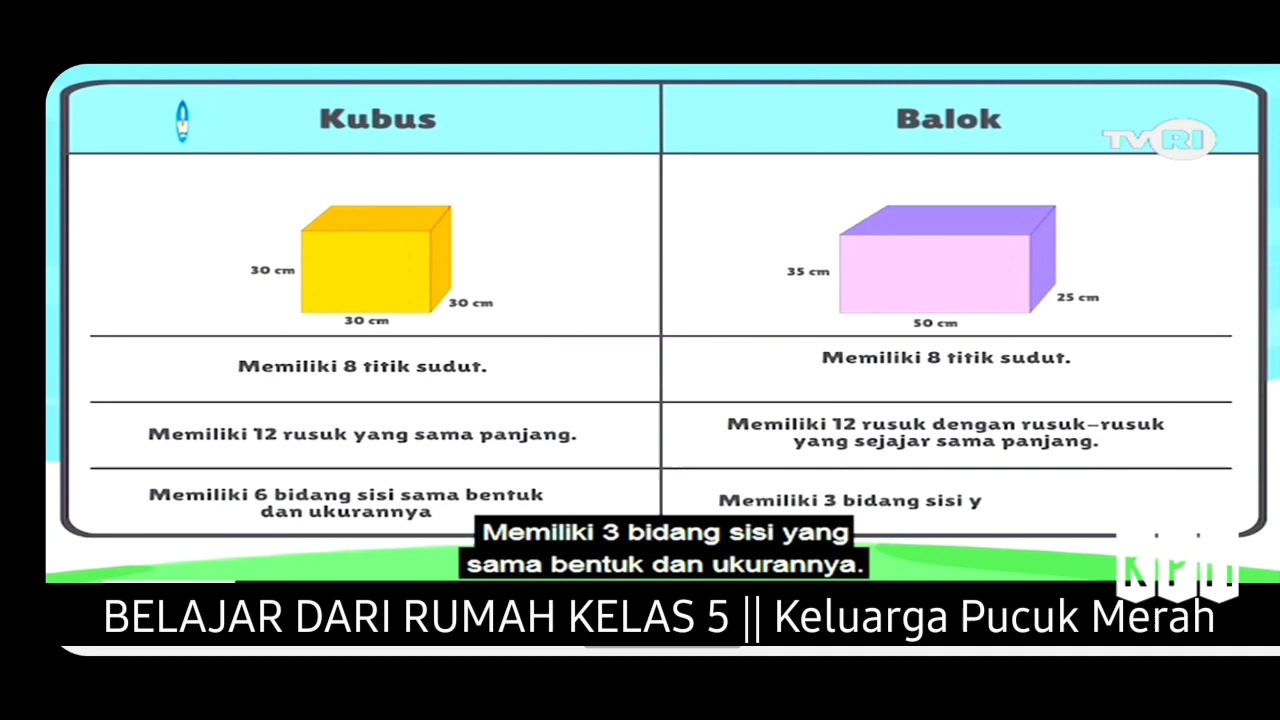 Kubus
Balok
TVRI
30 cm
30 cm
30 cm
35 cm
25 cm
50 cm
Memiliki 8 titik sudut.
Memiliki 8 titik sudut.
Memiliki 12 rusuk yang sama panjang.
Memiliki 12 rusuk dengan rusuk-rusuk
yang sejajar sama panjang.
Memiliki 6 bidang sisi sama bentuk
dan ukurannya
Memiliki 3 bidang sisi y
Memiliki 3 bidang sisi yang
sama bentuk dan ukurannya.
BELAJAR DARI RUMAH KELAS 5 || Keluarga Pucuk Merah